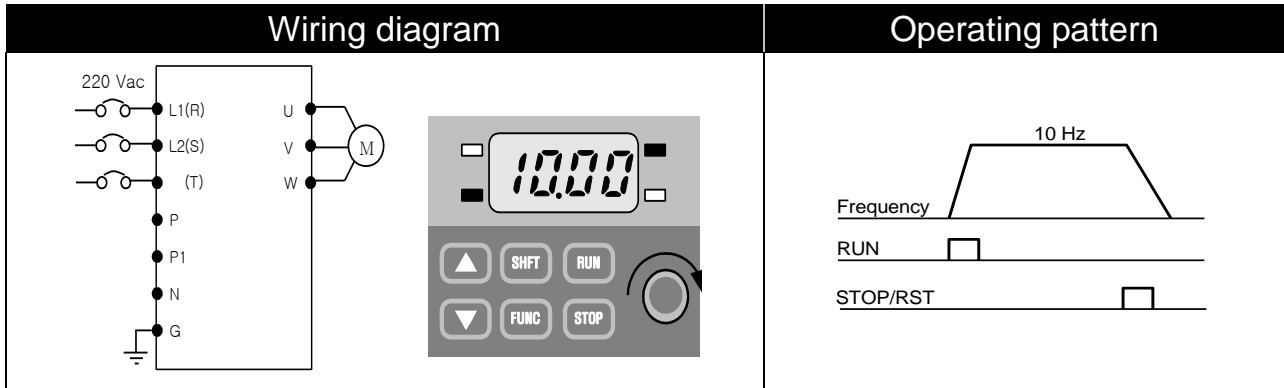 Wiring diagram
Operating pattern
220 Vac
L1(R)
L2(S)
(T)
P
P1
N
G
U
V
W
M
10.00
SHFT
RUN
FUNC
STOP
10 Hz
Frequency
RUN
STOP/RST